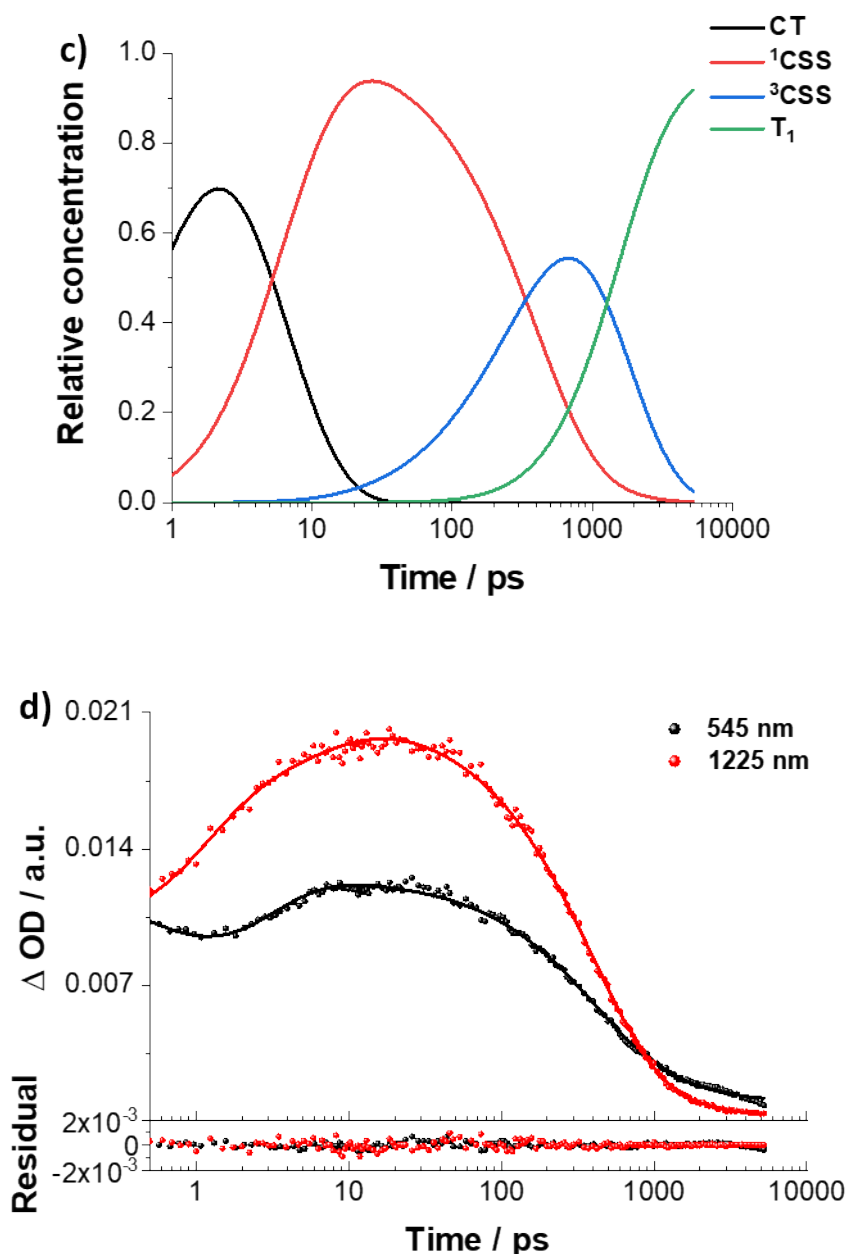 c)
CT
¹CSS
³CSS
T₁
1.0
0.8
0.6
0.4
0.2
0.0
Relative concentration
1 10 100 1000 10000
Time / ps
d)
545 nm
1225 nm
0.021
0.014
0.007
Δ OD / a.u.
2x10⁻³
0
-2x10⁻³
Residual
1 10 100 1000 10000
Time / ps